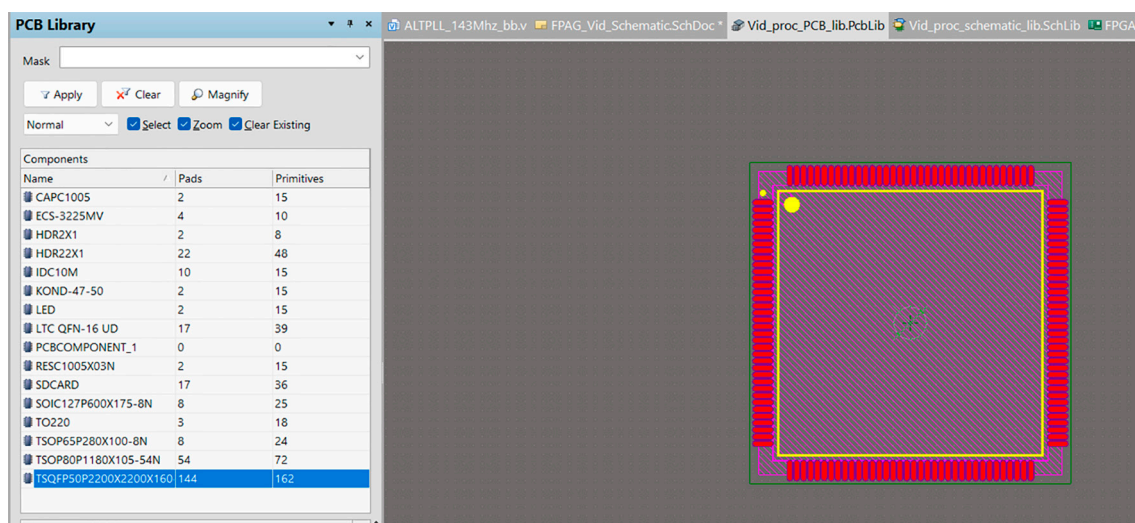 PCB Library
ALTPLL_143Mhz_bb.v FPAG_Vid_Schematic.SchDoc * Vid_proc_PCB_lib.PcbLib Vid_proc_schematic_lib.SchLib FPGA
Mask
Apply Clear Magnify
Normal Select Zoom Clear Existing
Components
Name / Pads Primitives
CAPC1005 2 15
ECS-3225MV 4 10
HDR2X1 2 8
HDR22X1 22 48
IDC10M 10 15
KOND-47-50 2 15
LED 2 15
LTC QFN-16 UD 17 39
PCBCOMPONENT_1 0 0
RESC1005X03N 2 15
SDCARD 17 36
SOIC127P600X175-8N 8 25
TO220 3 18
TSOP65P280X100-8N 8 24
TSOP80P1180X105-54N 54 72
TSQFP50P2200X2200X160 144 162